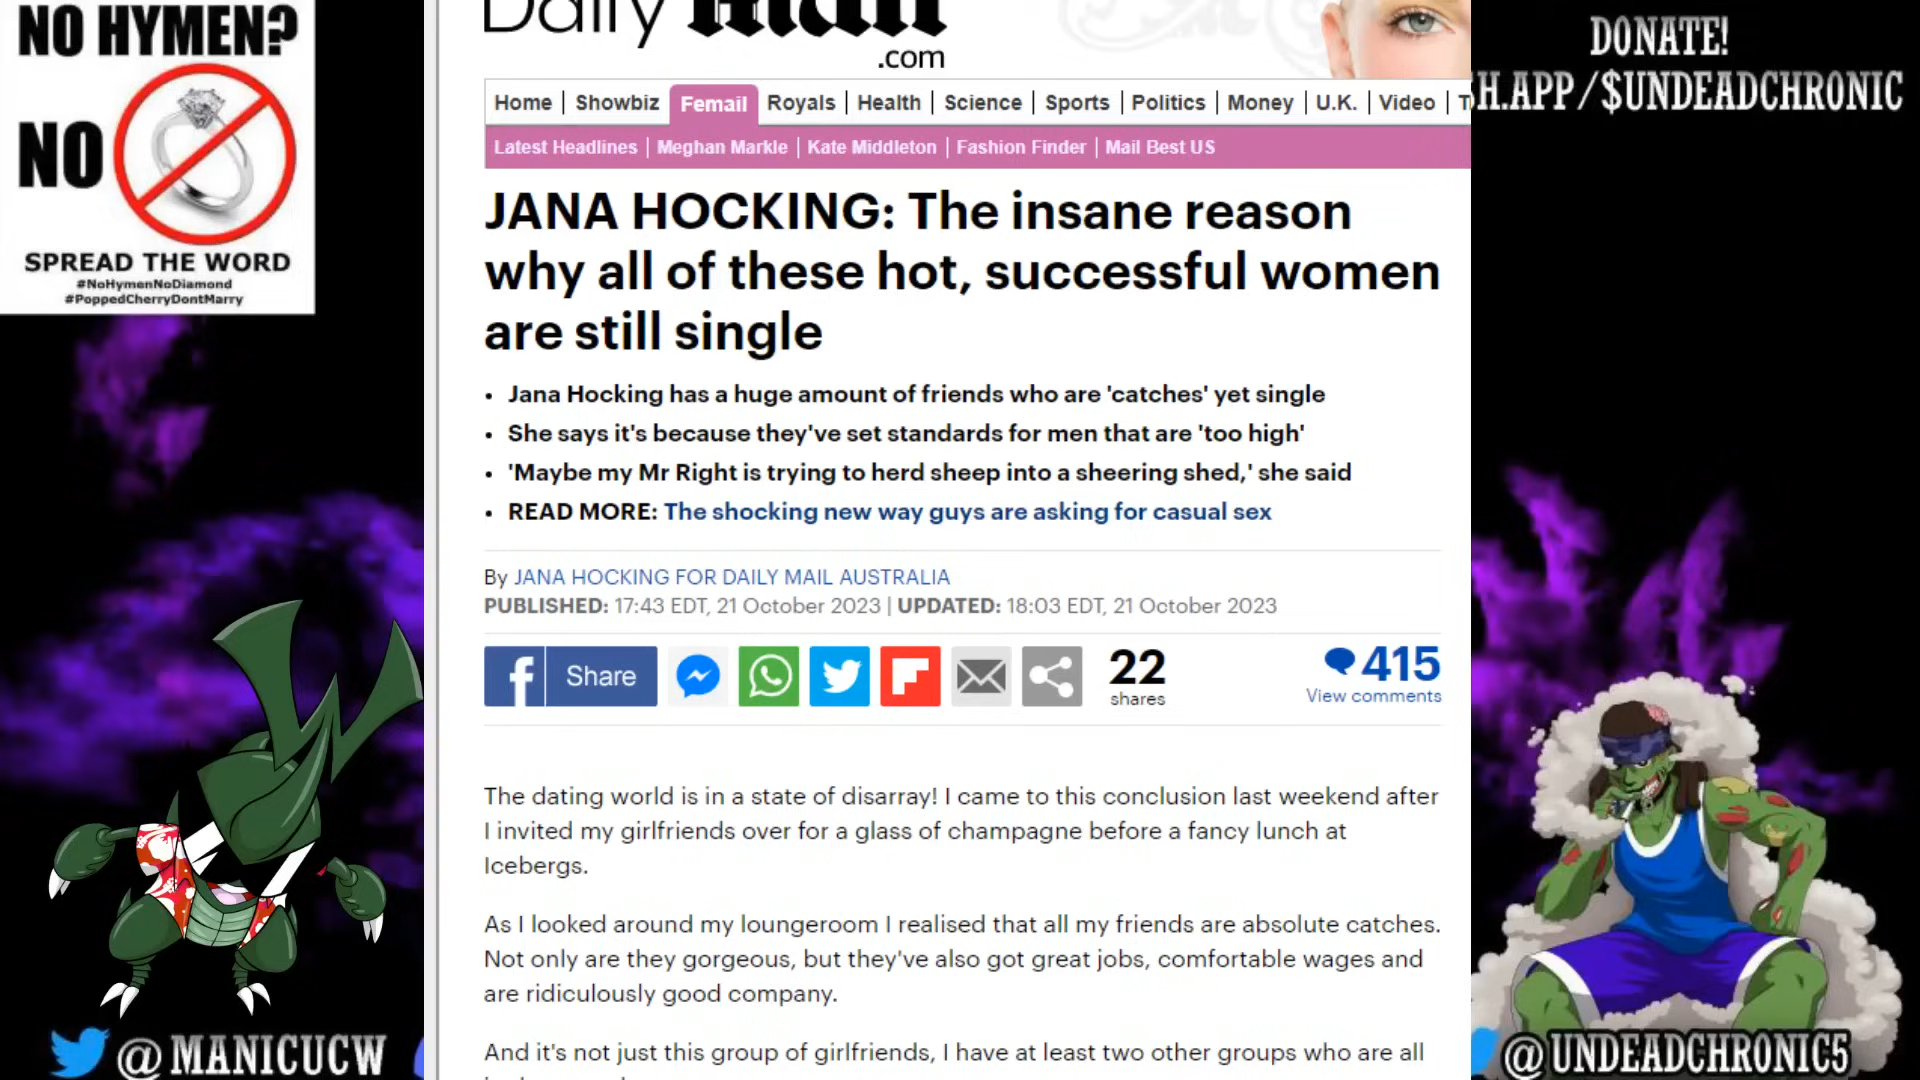 NO HYMEN?
NO
SPREAD THE WORD
#NoHymenNoDiamond
#PoppedCherryDontMarry
@MANICUCW
Daily Mail
.com
Home | Showbiz | Femail | Royals | Health | Science | Sports | Politics | Money | U.K. | Video |
Latest Headlines | Meghan Markle | Kate Middleton | Fashion Finder | Mail Best US
JANA HOCKING: The insane reason
why all of these hot, successful women
are still single
• Jana Hocking has a huge amount of friends who are 'catches' yet single
• She says it's because they've set standards for men that are 'too high'
• 'Maybe my Mr Right is trying to herd sheep into a sheering shed,' she said
• READ MORE: The shocking new way guys are asking for casual sex
By JANA HOCKING FOR DAILY MAIL AUSTRALIA
PUBLISHED: 17:43 EDT, 21 October 2023 | UPDATED: 18:03 EDT, 21 October 2023
Share
22
shares
415
View comments
The dating world is in a state of disarray! I came to this conclusion last weekend after
I invited my girlfriends over for a glass of champagne before a fancy lunch at
Icebergs.
As I looked around my loungeroom I realised that all my friends are absolute catches.
Not only are they gorgeous, but they've also got great jobs, comfortable wages and
are ridiculously good company.
And it's not just this group of girlfriends, I have at least two other groups who are all
DONATE!
H.APP/$UNDEADCHRONIC
@UNDEADCHRONIC5